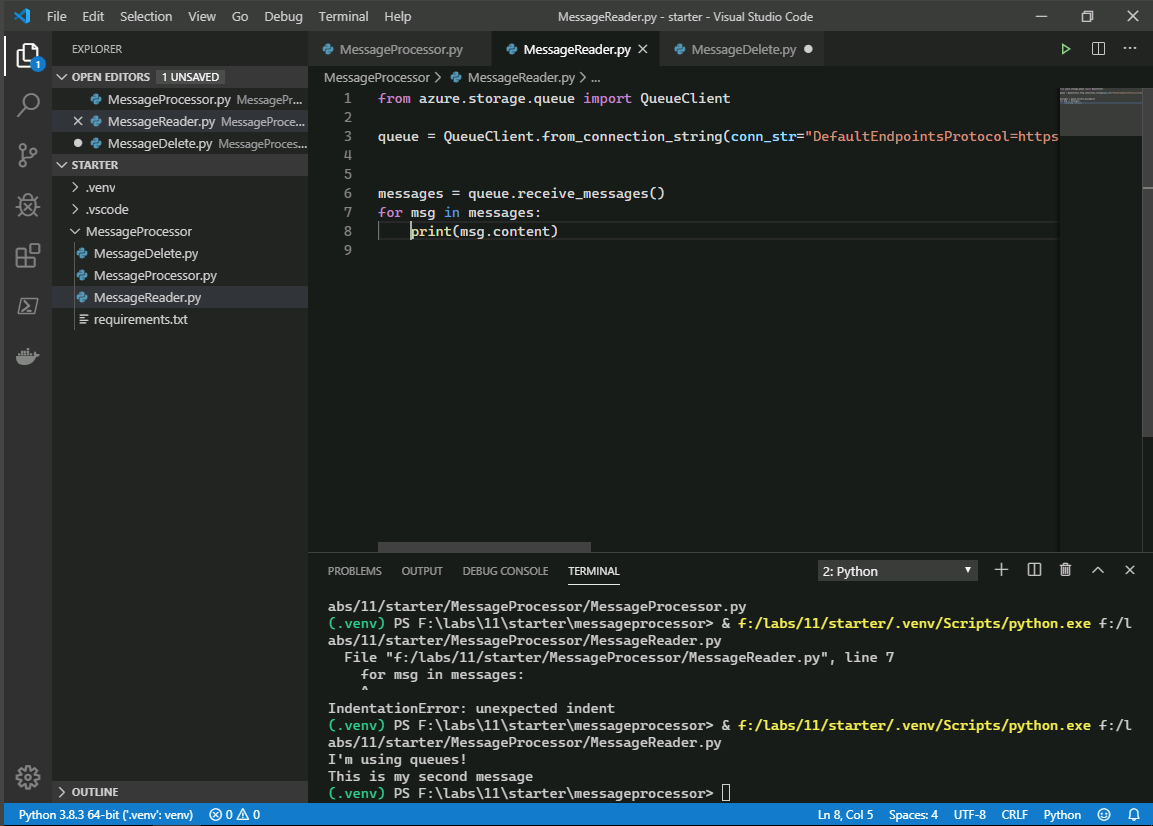 File Edit Selection View Go Debug Terminal Help MessageReader.py - starter - Visual Studio Code
EXPLORER
OPEN EDITORS 1 UNSAVED
MessageProcessor.py MessagePr...
MessageReader.py MessageProce...
MessageDelete.py MessageProces...
STARTER
.venv
.vscode
MessageProcessor
MessageDelete.py
MessageProcessor.py
MessageReader.py
requirements.txt
OUTLINE
1
MessageProcessor.py MessageReader.py MessageDelete.py
MessageProcessor > MessageReader.py > ...
1 from azure.storage.queue import QueueClient
2
3 queue = QueueClient.from_connection_string(conn_str="DefaultEndpointsProtocol=https
4
5
6 messages = queue.receive_messages()
7 for msg in messages:
8 print(msg.content)
9
PROBLEMS OUTPUT DEBUG CONSOLE TERMINAL 2: Python
abs/11/starter/MessageProcessor/MessageProcessor.py
(.venv) PS F:\labs\11\starter\messageprocessor> & f:/labs/11/starter/.venv/Scripts/python.exe f:/l
abs/11/starter/MessageProcessor/MessageReader.py
File "f:/labs/11/starter/MessageProcessor/MessageReader.py", line 7
for msg in messages:
^
IndentationError: unexpected indent
(.venv) PS F:\labs\11\starter\messageprocessor> & f:/labs/11/starter/.venv/Scripts/python.exe f:/l
abs/11/starter/MessageProcessor/MessageReader.py
I'm using queues!
This is my second message
(.venv) PS F:\labs\11\starter\messageprocessor>
Python 3.8.3 64-bit ('.venv': venv) 0 0 Ln 8, Col 5 Spaces: 4 UTF-8 CRLF Python